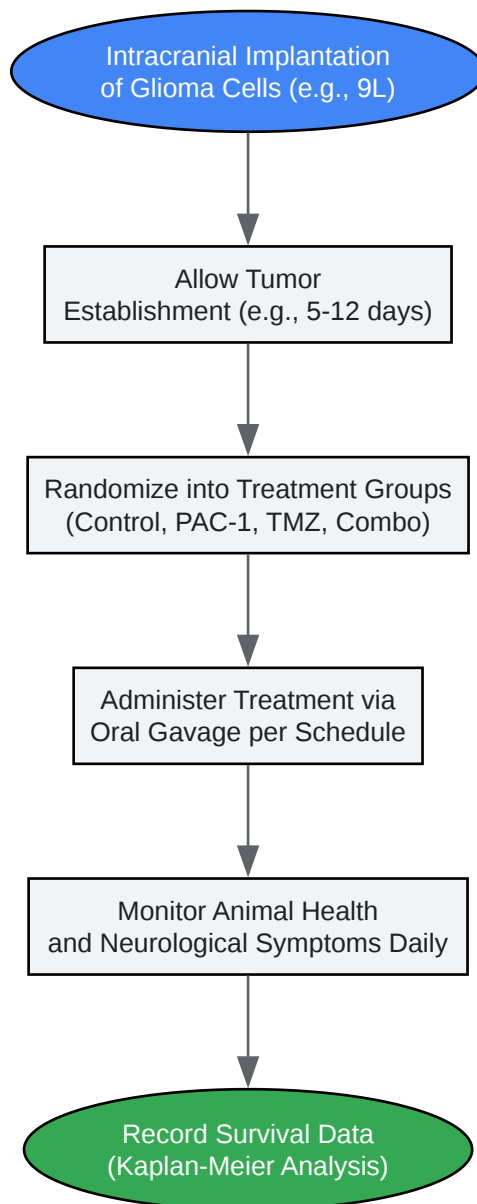 Intracranial Implantation
of Glioma Cells (e.g., 9L)
Allow Tumor
Establishment (e.g., 5-12 days)
Randomize into Treatment Groups
(Control, PAC-1, TMZ, Combo)
Administer Treatment via
Oral Gavage per Schedule
Monitor Animal Health
and Neurological Symptoms Daily
Record Survival Data
(Kaplan-Meier Analysis)